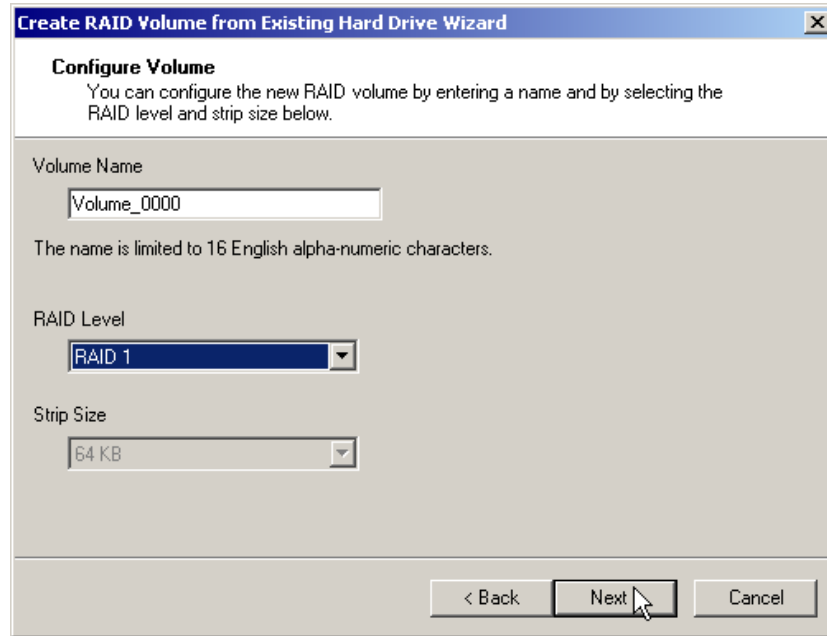 Create RAID Volume from Existing Hard Drive Wizard
Configure Volume
You can configure the new RAID volume by entering a name and by selecting the
RAID level and strip size below.
Volume Name
Volume_0000
The name is limited to 16 English alpha-numeric characters.
RAID Level
RAID 1
Strip Size
64 KB
< Back
Next
Cancel